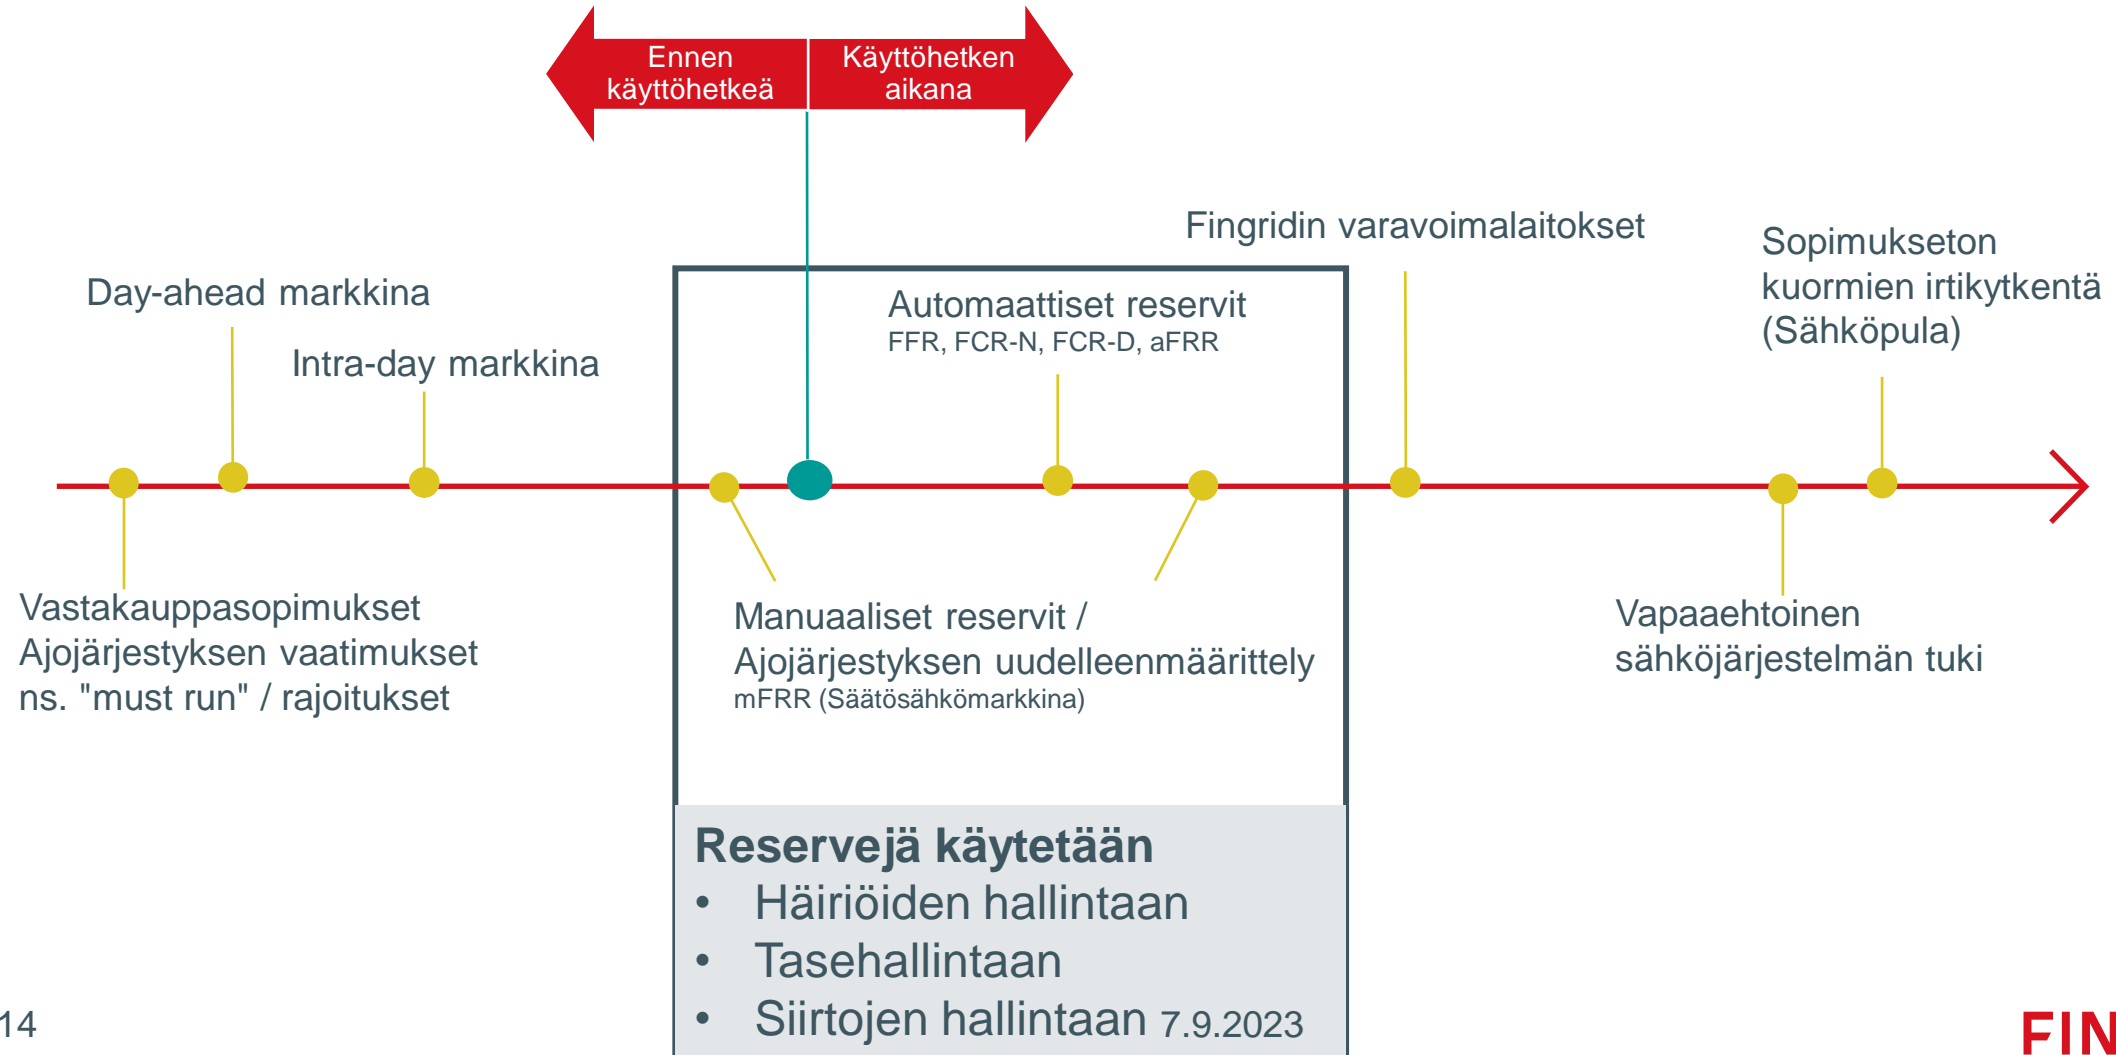 Ennen
käyttöhetkeä
Käyttöhetken
aikana
Fingridin varavoimalaitokset
Sopimukseton
kuormien irtikytkentä
(Sähköpula)
Day-ahead markkina
Automaattiset reservit
FFR, FCR-N, FCR-D, aFRR
Intra-day markkina
Vastakauppasopimukset
Ajojärjestyksen vaatimukset
ns. "must run" / rajoitukset
Manuaaliset reservit /
Ajojärjestyksen uudelleenmäärittely
mFRR (Säätösähkömarkkina)
Vapaaehtoinen
sähköjärjestelmän tuki
Reservejä käytetään
• Häiriöiden hallintaan
• Tasehallintaan
• Siirtojen hallintaan
7.9.2023
14
FIN